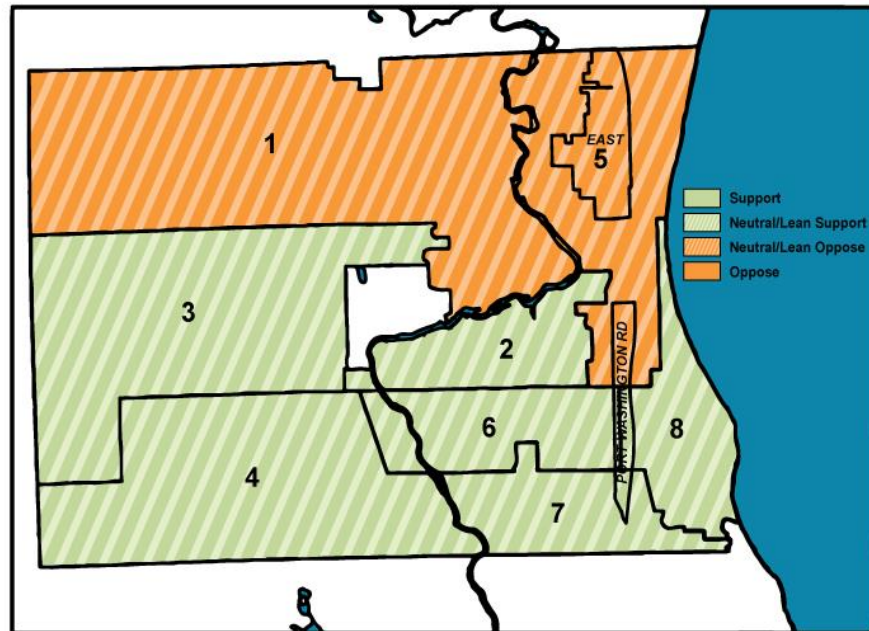 1
EAST
5
Support
Neutral/Lean Support
Neutral/Lean Oppose
Oppose
3
2
PORT WASHINGTON RD
6
8
4
7